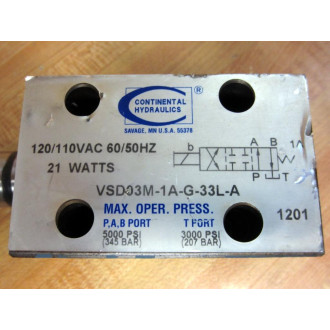 CONTINENTAL
HYDRAULICS
®
SAVAGE, MN U.S.A. 55378
120/110VAC 60/50HZ
21 WATTS
b
A B
1A
P T
VSD03M-1A-G-33L-A
MAX. OPER. PRESS.
P,A,B PORT T PORT
5000 PSI 3000 PSI
(345 BAR) (207 BAR)
1201